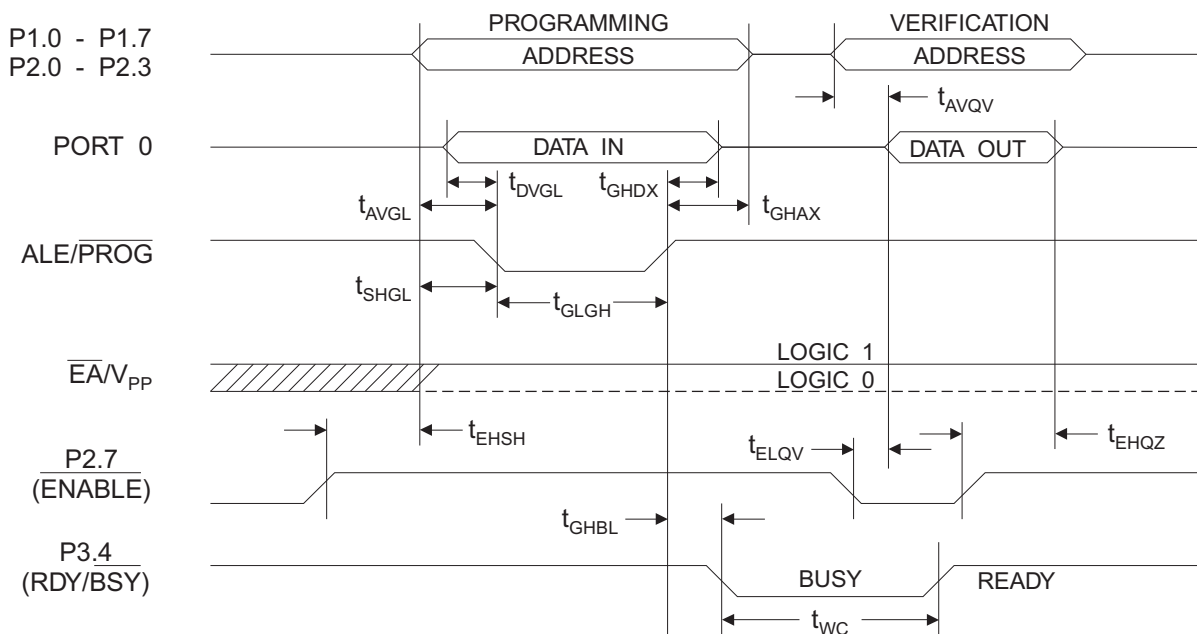 PROGRAMMING VERIFICATION
P1.0 - P1.7
P2.0 - P2.3
ADDRESS ADDRESS
tAVQV
PORT 0 DATA IN DATA OUT
tDVGL tGHDX
tAVGL tGHAX
ALE/PROG
tSHGL tGLGH
LOGIC 1
EA/VPP
LOGIC 0
tEHSH tELQV tEHQZ
P2.7
(ENABLE)
tGHBL
P3.4
(RDY/BSY) BUSY READY
tWC